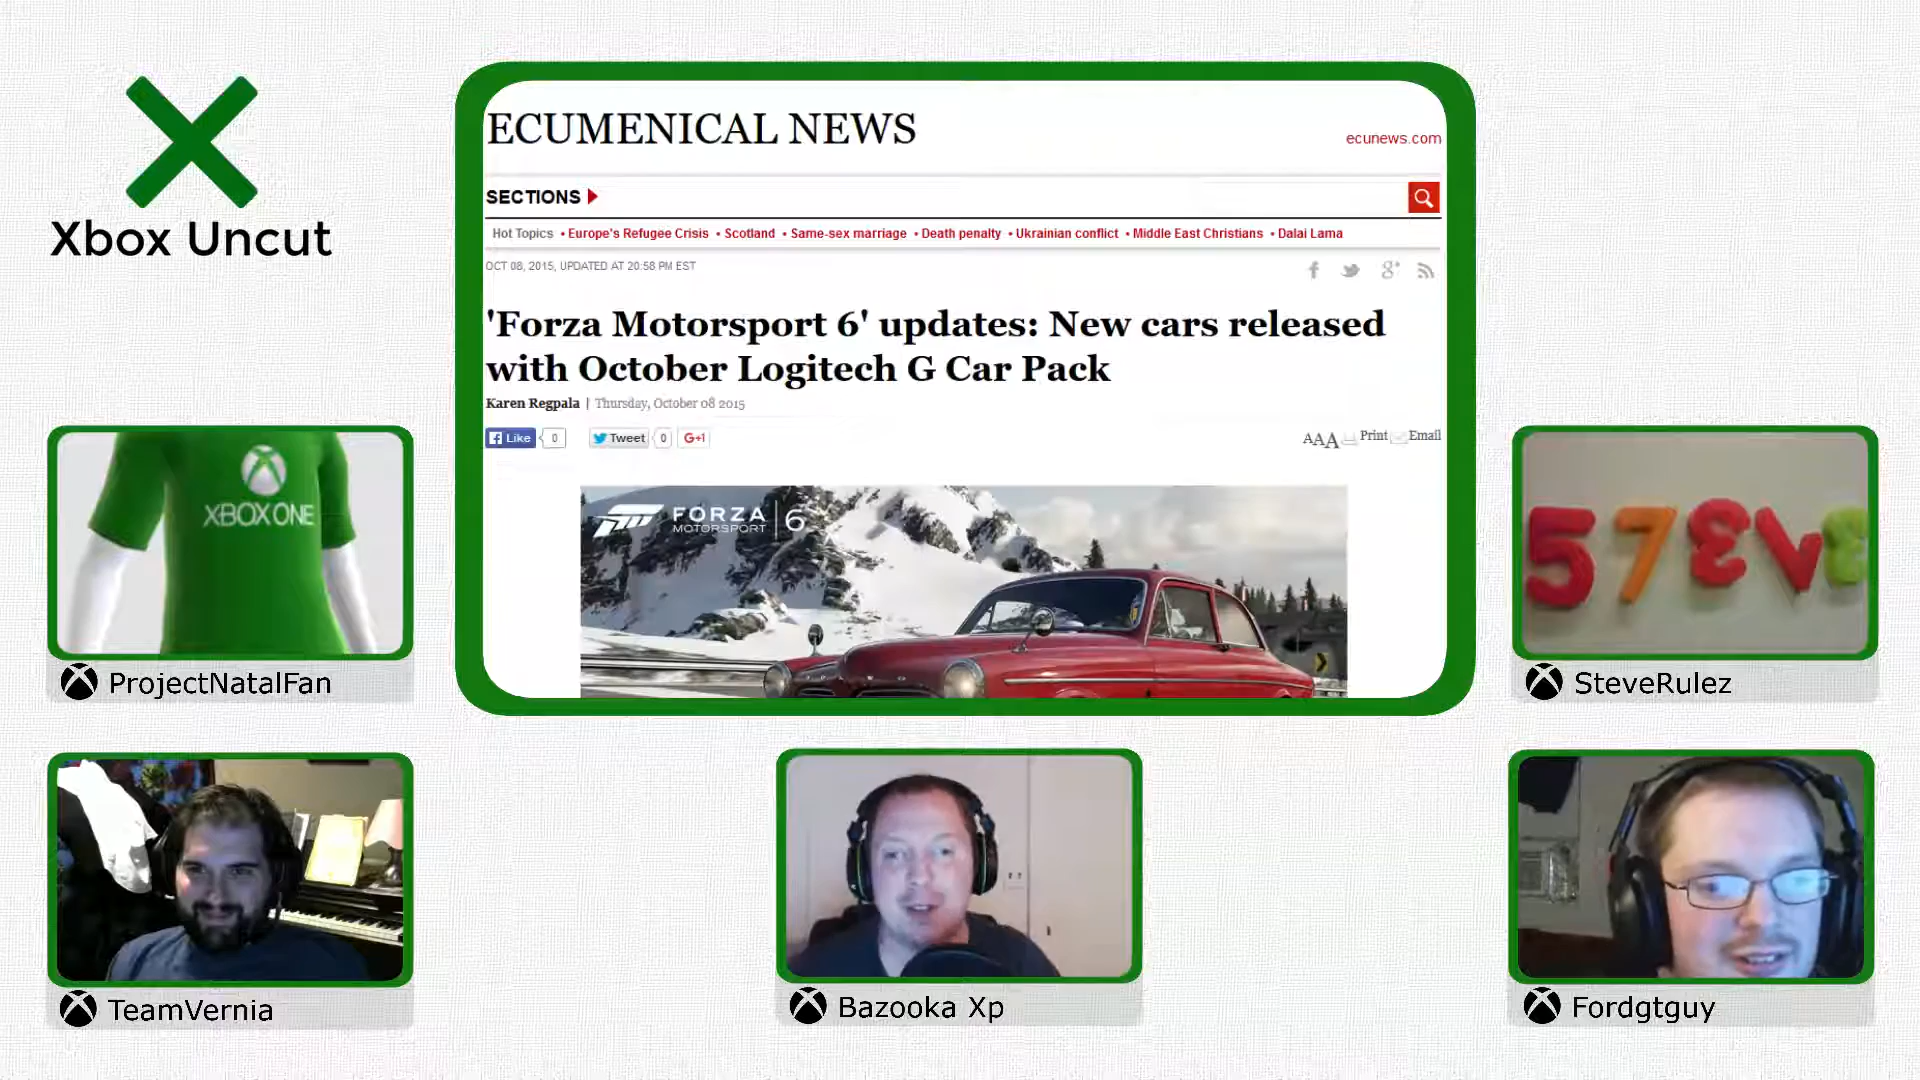 Xbox Uncut
ECUMENICAL NEWS
ecunews.com
SECTIONS
Hot Topics • Europe's Refugee Crisis • Scotland • Same-sex marriage • Death penalty • Ukrainian conflict • Middle East Christians • Dalai Lama
OCT 08, 2015, UPDATED AT 20:58 PM EST
'Forza Motorsport 6' updates: New cars released
with October Logitech G Car Pack
Karen Regpala | Thursday, October 08 2015
Like 0 Tweet 0 G+1
AAA Print Email
FORZA
MOTORSPORT 6
XBOX ONE
ProjectNatalFan
57EVE
SteveRulez
TeamVernia
Bazooka Xp
Fordgtguy